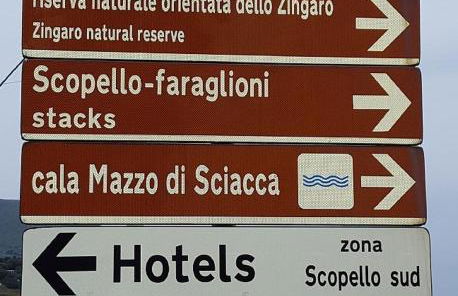 riserva naturale orientata dello Zingaro
Zingaro natural reserve
Scopello-faraglioni
stacks
cala Mazzo di Sciacca
Hotels
zona
Scopello sud